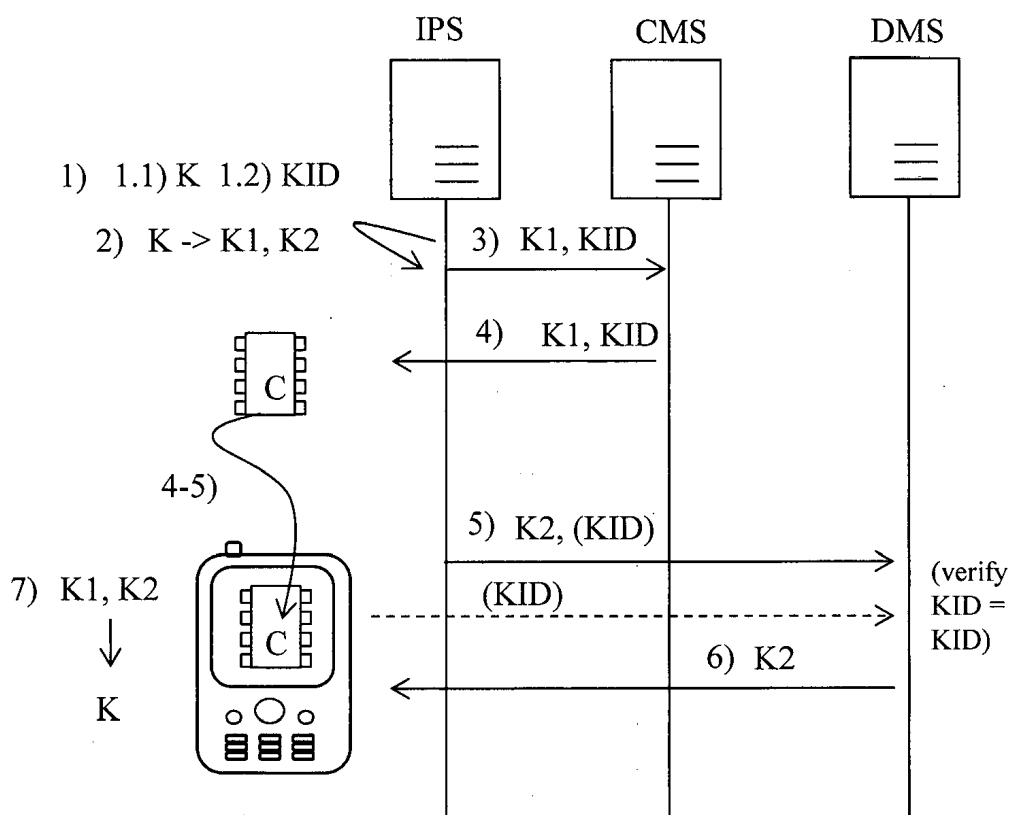 IPS
CMS
DMS
1) 1.1) K 1.2) KID
2) K -> K1, K2
3) K1, KID
4) K1, KID
C
4-5)
5) K2, (KID)
(KID)
(verify
KID =
KID)
7) K1, K2
C
6) K2
K